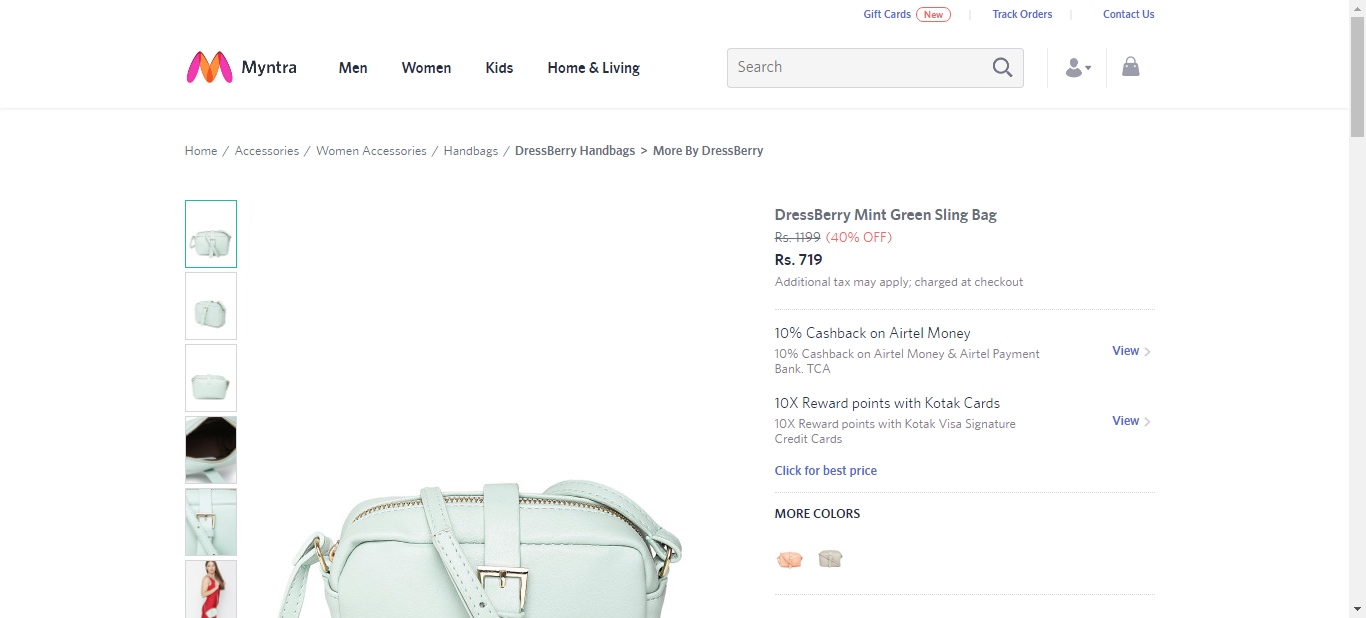 Gift Cards New Track Orders Contact Us
Myntra Men Women Kids Home & Living Search
Home / Accessories / Women Accessories / Handbags / DressBerry Handbags > More By DressBerry
DressBerry Mint Green Sling Bag
Rs. 1199 (40% OFF)
Rs. 719
Additional tax may apply; charged at checkout
10% Cashback on Airtel Money
10% Cashback on Airtel Money & Airtel Payment
Bank. TCA
View
10X Reward points with Kotak Cards
10X Reward points with Kotak Visa Signature
Credit Cards
View
Click for best price
MORE COLORS